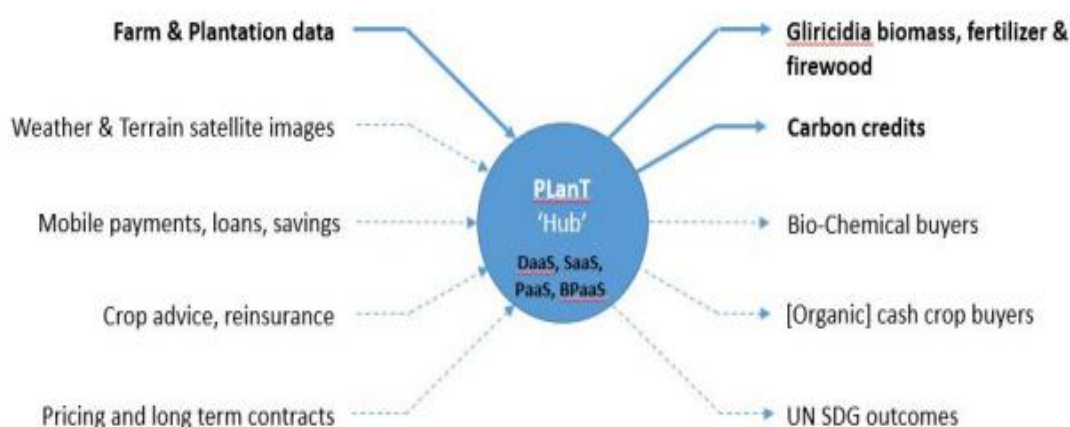 Farm & Plantation data
Weather & Terrain satellite images
Mobile payments, loans, savings
Crop advice, reinsurance
Pricing and long term contracts
PLanT
'Hub'
DaaS, SaaS,
PaaS, BPaaS
Gliricidia biomass, fertilizer &
firewood
Carbon credits
Bio-Chemical buyers
[Organic] cash crop buyers
UN SDG outcomes